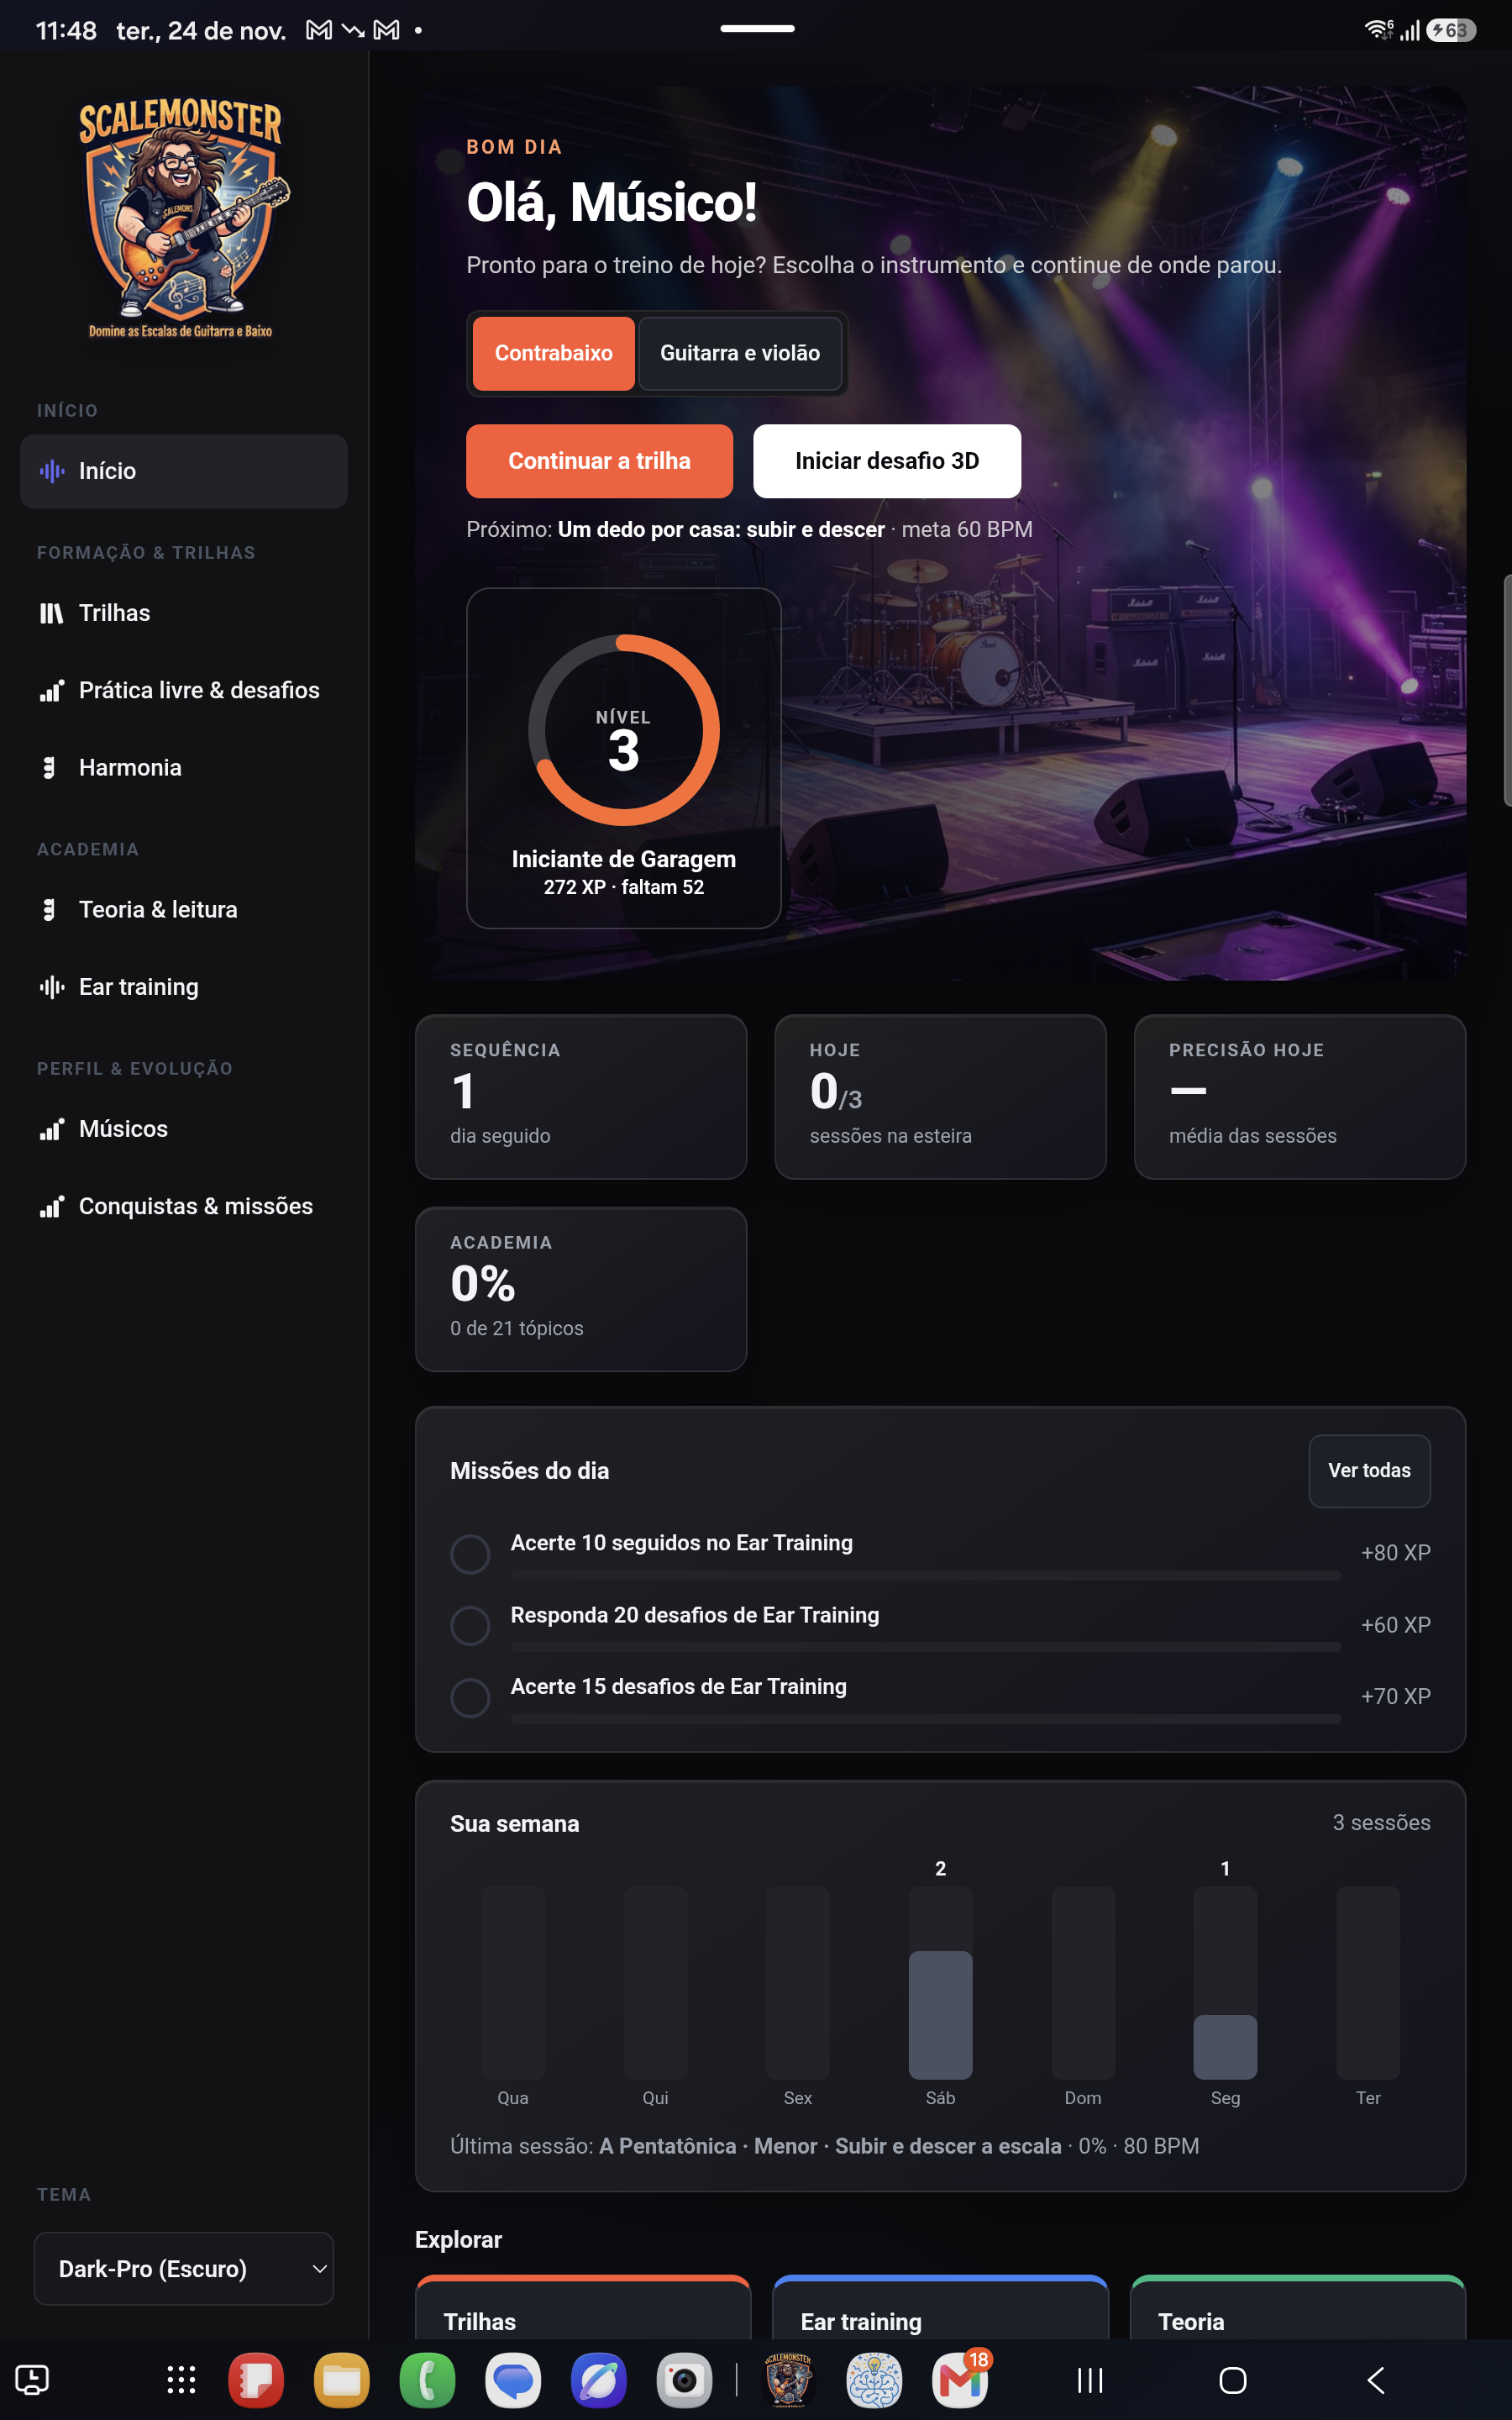 11:48 ter., 24 de nov.
6
63
SCALEMONSTER
SCALEMONS
Domine as Escalas de Guitarra e Baixo
INÍCIO
Início
FORMAÇÃO & TRILHAS
Trilhas
Prática livre & desafios
Harmonia
ACADEMIA
Teoria & leitura
Ear training
PERFIL & EVOLUÇÃO
Músicos
Conquistas & missões
TEMA
Dark-Pro (Escuro)
BOM DIA
Olá, Músico!
Pronto para o treino de hoje? Escolha o instrumento e continue de onde parou.
Contrabaixo Guitarra e violão
Continuar a trilha Iniciar desafio 3D
Próximo: Um dedo por casa: subir e descer · meta 60 BPM
Marshall
Marshall
Marshall
Pearl
NÍVEL
3
Iniciante de Garagem
272 XP · faltam 52
SEQUÊNCIA
1
dia seguido
HOJE
0/3
sessões na esteira
PRECISÃO HOJE
—
média das sessões
ACADEMIA
0%
0 de 21 tópicos
Missões do dia
Ver todas
Acerte 10 seguidos no Ear Training
+80 XP
Responda 20 desafios de Ear Training
+60 XP
Acerte 15 desafios de Ear Training
+70 XP
Sua semana
3 sessões
2 1
Qua Qui Sex Sáb Dom Seg Ter
Última sessão: A Pentatônica · Menor · Subir e descer a escala · 0% · 80 BPM
Explorar
Trilhas Ear training Teoria
SCALEMONSTER
18